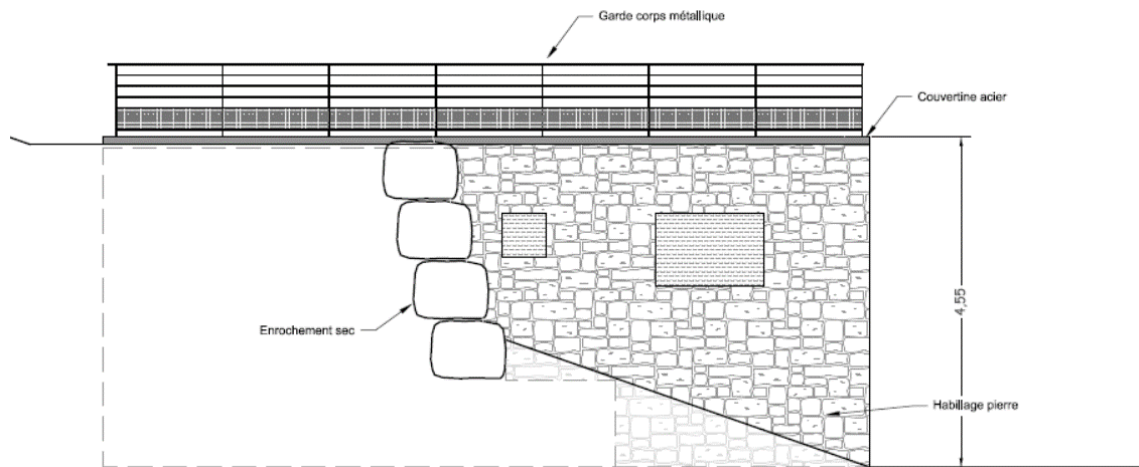 Garde corps métallique
Couvertine acier
4,55
Enrochement sec
Habillage pierre